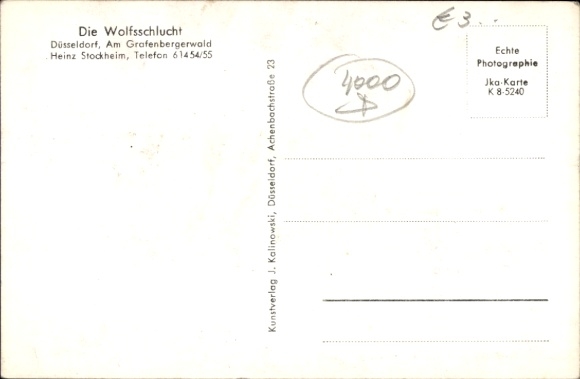 Die Wolfsschlucht
Düsseldorf, Am Grafenbergerwald
Heinz Stockheim, Telefon 61454/55
Kunstverlag J. Kalinowski, Düsseldorf, Achenbachstraße 23
4000
D
€ 3..
Echte
Photographie
Jka-Karte
K 8-5240